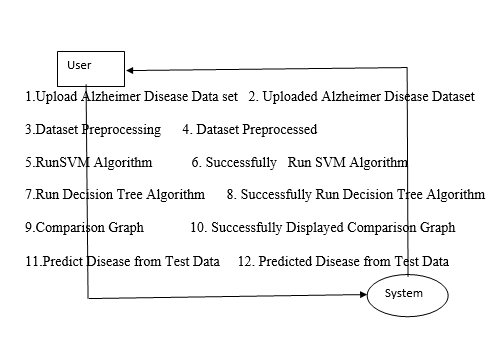 User
1.Upload Alzheimer Disease Data set 2. Uploaded Alzheimer Disease Dataset
3.Dataset Preprocessing 4. Dataset Preprocessed
5.RunSVM Algorithm 6. Successfully Run SVM Algorithm
7.Run Decision Tree Algorithm 8. Successfully Run Decision Tree Algorithm
9.Comparison Graph 10. Successfully Displayed Comparison Graph
11.Predict Disease from Test Data 12. Predicted Disease from Test Data
System